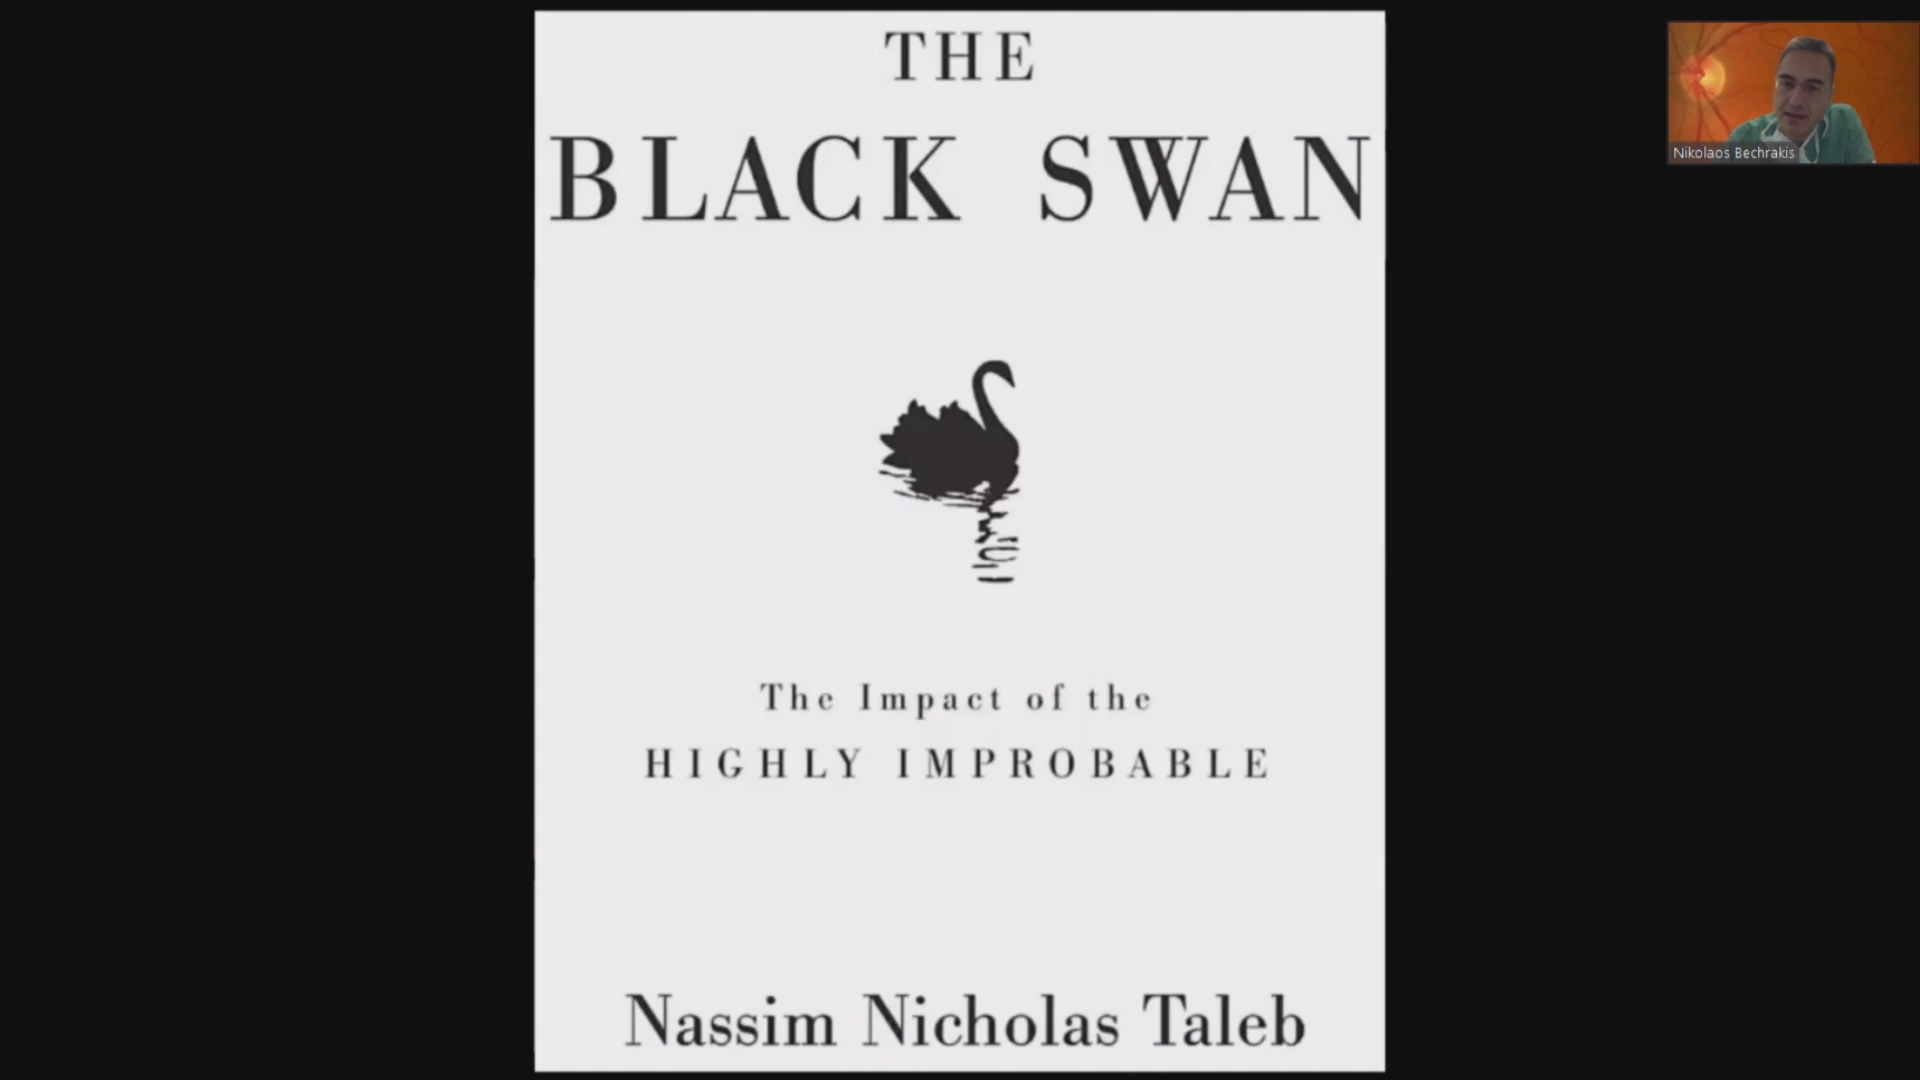 THE
BLACK SWAN
The Impact of the
HIGHLY IMPROBABLE
Nassim Nicholas Taleb
Nikolaos Bechrakis